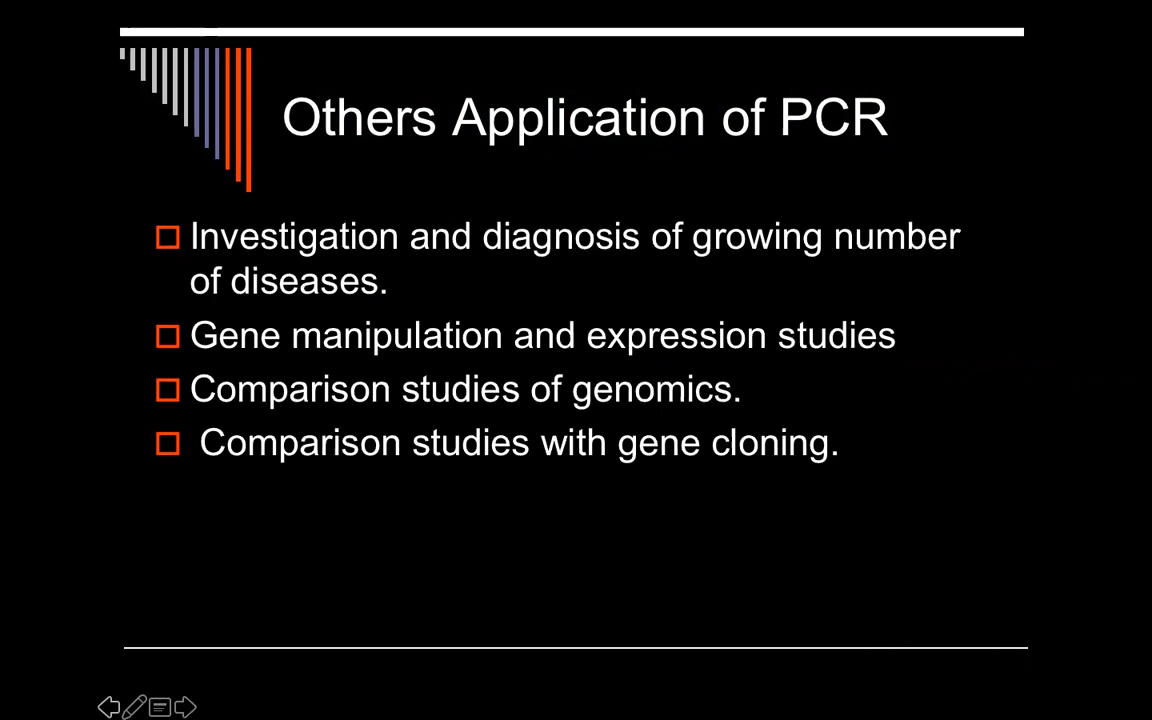 Others Application of PCR
Investigation and diagnosis of growing number
of diseases.
Gene manipulation and expression studies
Comparison studies of genomics.
Comparison studies with gene cloning.